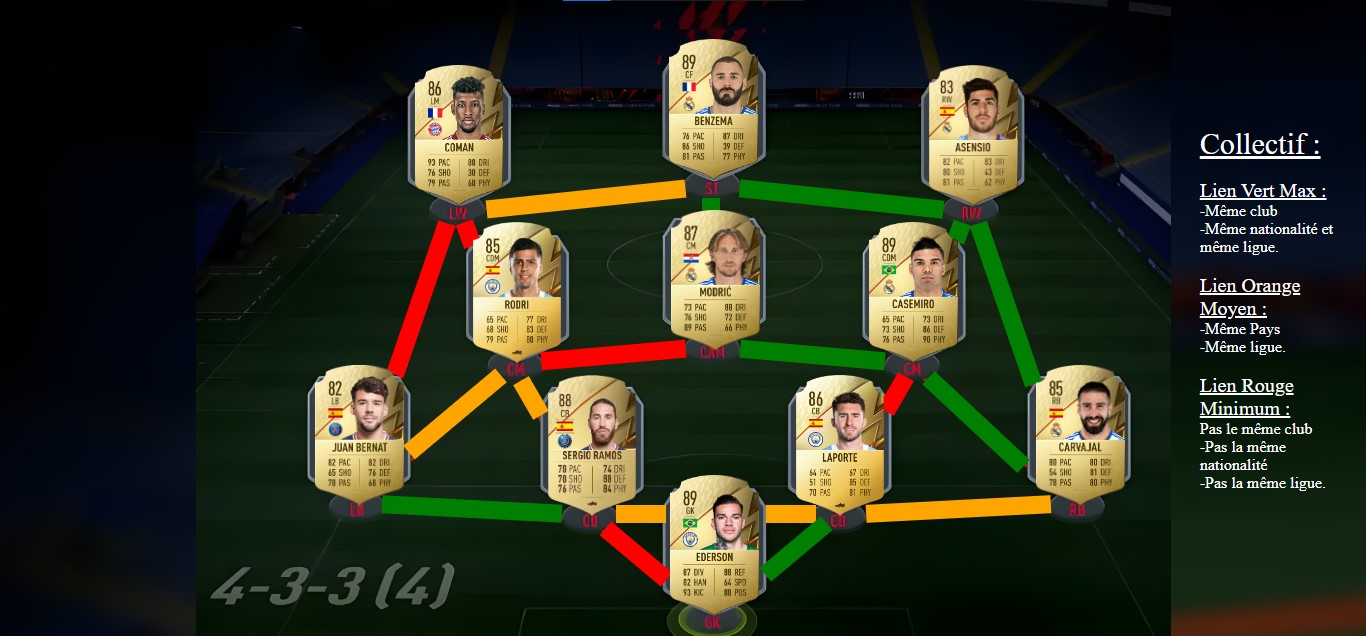 89
CF
BENZEMA
76 PAC 87 DRI
86 SHO 39 DEF
81 PAS 77 PHY
ST
86
LM
COMAN
93 PAC 88 DRI
76 SHO 30 DEF
79 PAS 60 PHY
LW
83
RW
ASENSIO
82 PAC 83 DRI
80 SHO 43 DEF
81 PAS 62 PHY
RW
85
CDM
RODRI
65 PAC 77 DRI
68 SHO 83 DEF
79 PAS 80 PHY
CM
87
CM
MODRIĆ
73 PAC 88 DRI
76 SHO 72 DEF
89 PAS 66 PHY
CAM
89
CDM
CASEMIRO
65 PAC 73 DRI
73 SHO 86 DEF
76 PAS 90 PHY
CM
82
LB
JUAN BERNAT
82 PAC 82 DRI
65 SHO 76 DEF
78 PAS 68 PHY
LB
88
CB
SERGIO RAMOS
70 PAC 74 DRI
70 SHO 88 DEF
76 PAS 84 PHY
CB
86
CB
LAPORTE
64 PAC 67 DRI
51 SHO 85 DEF
70 PAS 81 PHY
CB
85
RB
CARVAJAL
80 PAC 80 DRI
54 SHO 81 DEF
78 PAS 80 PHY
RB
89
GK
EDERSON
87 DIV 88 REF
82 HAN 64 SPD
93 KIC 88 POS
GK
4-3-3 (4)
Collectif :
Lien Vert Max :
-Même club
-Même nationalité et
même ligue.
Lien Orange
Moyen :
-Même Pays
-Même ligue.
Lien Rouge
Minimum :
Pas le même club
-Pas la même
nationalité
-Pas la même ligue.